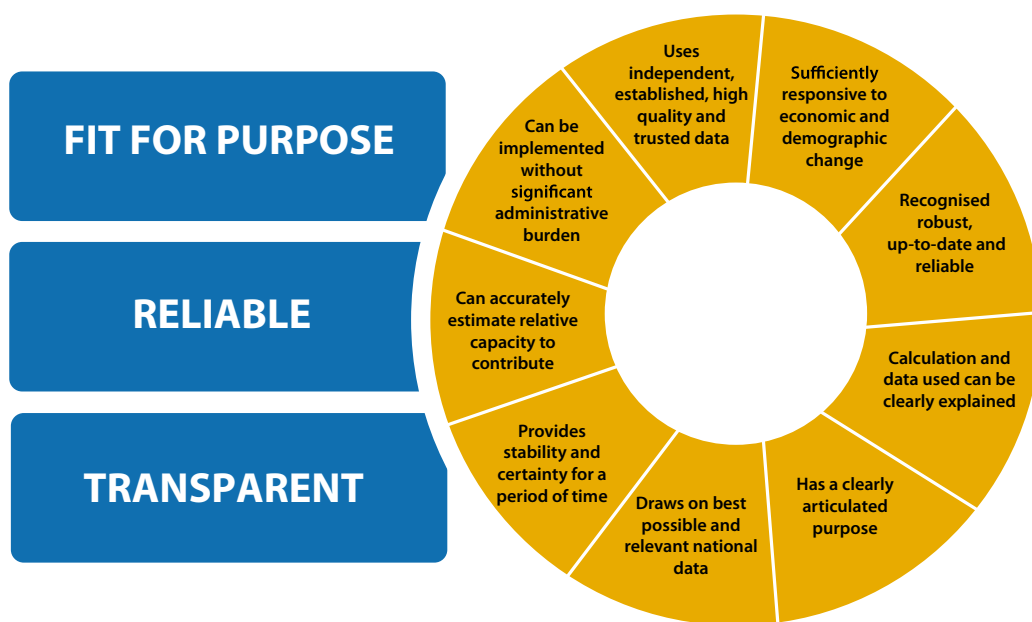 FIT FOR PURPOSE
RELIABLE
TRANSPARENT
Uses
independent,
established, high
quality and
trusted data
Sufficiently
responsive to
economic and
demographic
change
Recognised
robust,
up-to-date and
reliable
Calculation and
data used can be
clearly explained
Has a clearly
articulated
purpose
Draws on best
possible and
relevant national
data
Provides
stability and
certainty for a
period of time
Can accurately
estimate relative
capacity to
contribute
Can be
implemented
without
significant
administrative
burden